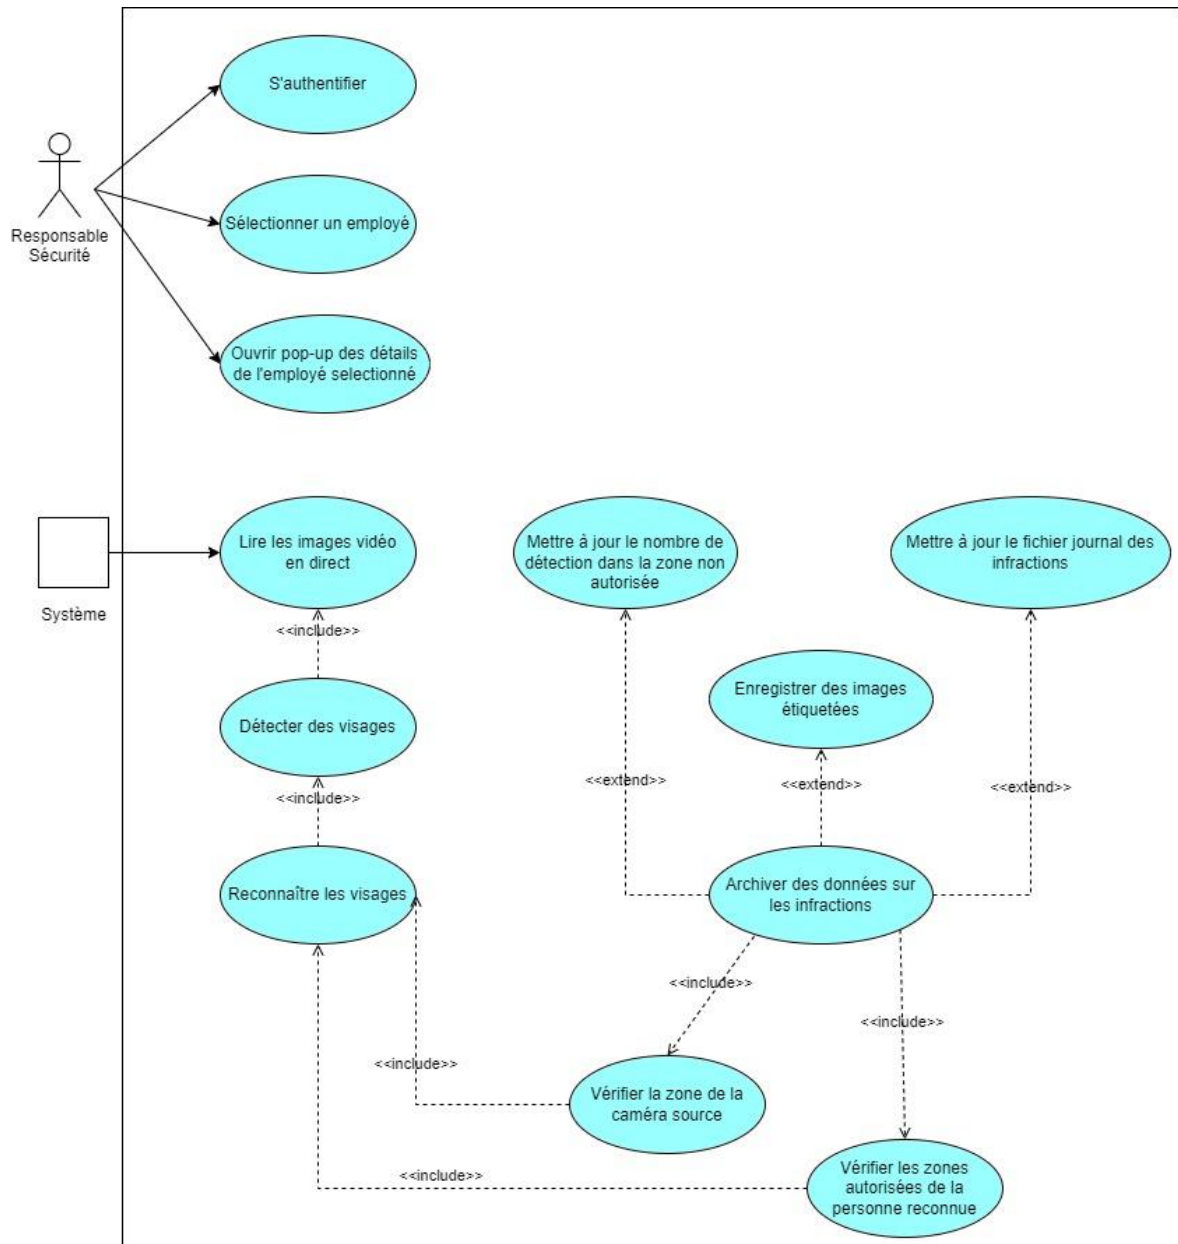 S'authentifier
Responsable
Sécurité
Sélectionner un employé
Ouvrir pop-up des détails
de l'employé selectionné
Système
Lire les images vidéo
en direct
Mettre à jour le nombre de
détection dans la zone non
autorisée
Mettre à jour le fichier journal des
infractions
<<include>>
Détecter des visages
Enregistrer des images
étiquetées
<<include>>
<<extend>>
<<extend>>
<<extend>>
Reconnaître les visages
Archiver des données sur
les infractions
<<include>>
<<include>>
<<include>>
Vérifier la zone de la
caméra source
<<include>>
Vérifier les zones
autorisées de la
personne reconnue